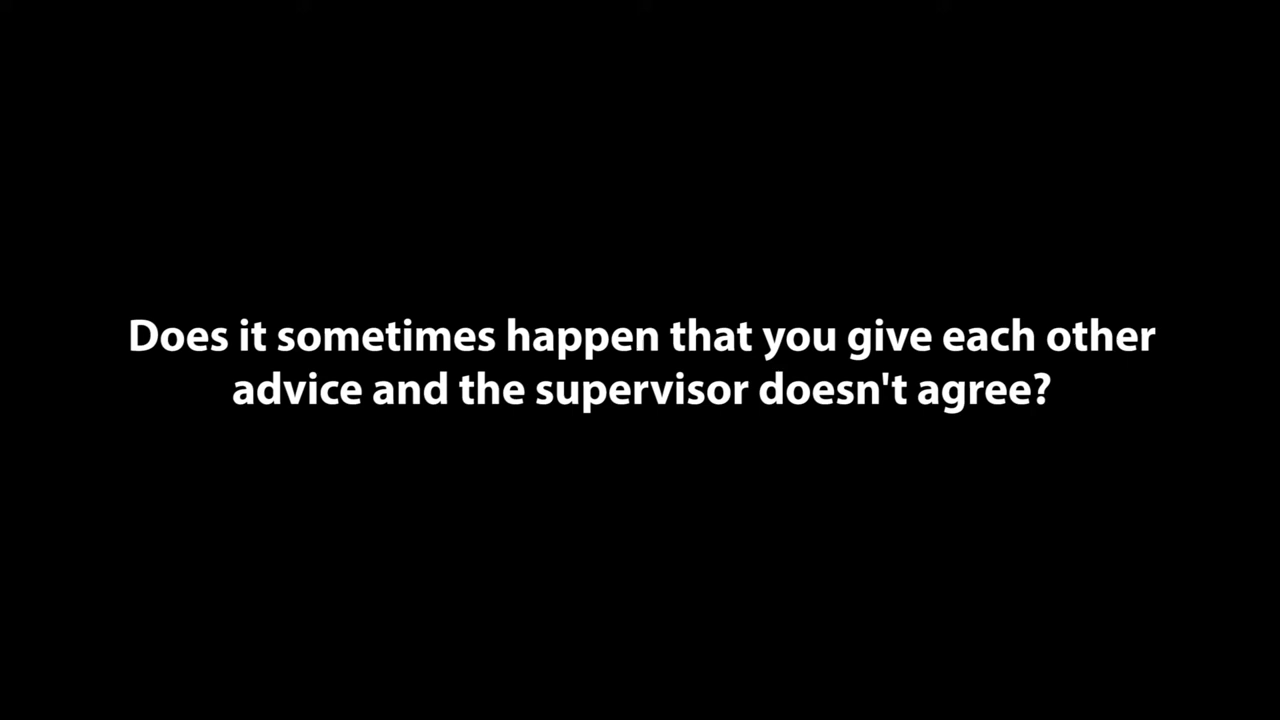 Does it sometimes happen that you give each other
advice and the supervisor doesn't agree?